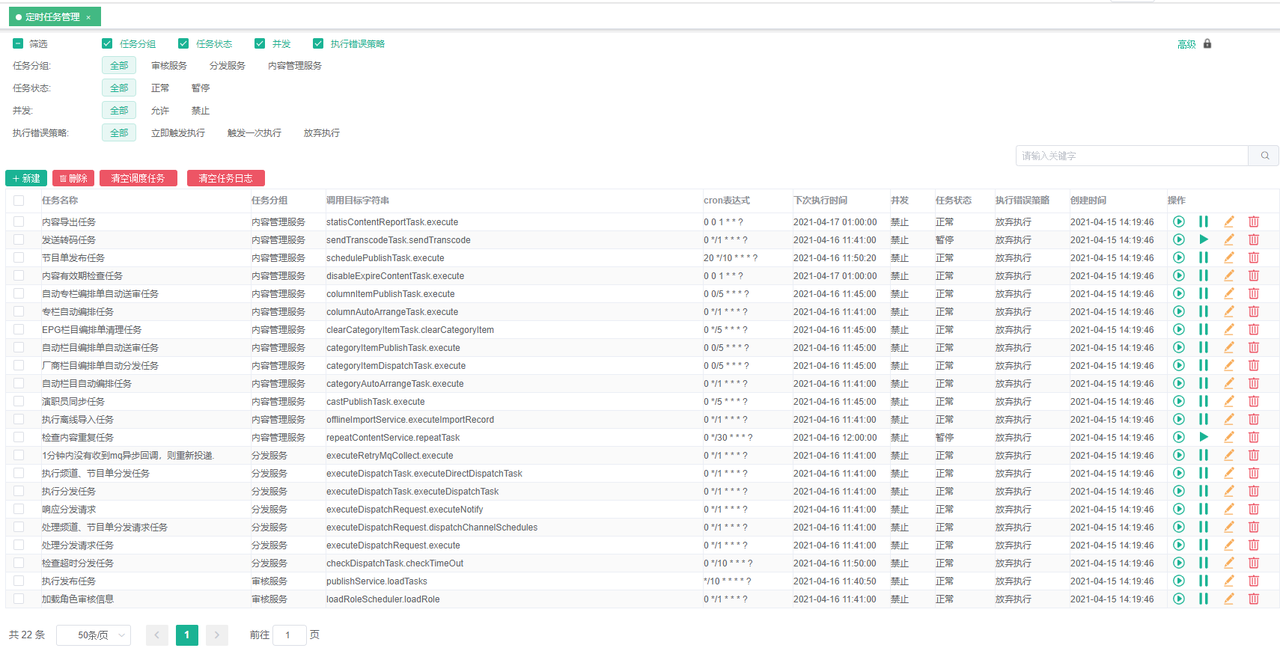 定时任务管理 ×
筛选 任务分组 任务状态 并发 执行错误策略 高级
任务分组: 全部 审核服务 分发服务 内容管理服务
任务状态: 全部 正常 暂停
并发: 全部 允许 禁止
执行错误策略: 全部 立即触发执行 触发一次执行 放弃执行
请输入关键字
+ 新建 删除 清空调度任务 清空任务日志
任务名称 任务分组 调用目标字符串 cron表达式 下次执行时间 并发 任务状态 执行错误策略 创建时间 操作
内容导出任务 内容管理服务 statisContentReportTask.execute 0 0 1 * * ? 2021-04-17 01:00:00 禁止 正常 放弃执行 2021-04-15 14:19:46
发送转码任务 内容管理服务 sendTranscodeTask.sendTranscode 0 */1 * * * ? 2021-04-16 11:41:00 禁止 暂停 放弃执行 2021-04-15 14:19:46
节目单发布任务 内容管理服务 schedulePublishTask.execute 20 */10 * * * ? 2021-04-16 11:50:20 禁止 正常 放弃执行 2021-04-15 14:19:46
内容有效期检查任务 内容管理服务 disableExpireContentTask.execute 0 0 1 * * ? 2021-04-17 01:00:00 禁止 正常 放弃执行 2021-04-15 14:19:46
自动专栏编排单自动送审任务 内容管理服务 columnItemPublishTask.execute 0 0/5 * * * ? 2021-04-16 11:45:00 禁止 正常 放弃执行 2021-04-15 14:19:46
专栏自动编排任务 内容管理服务 columnAutoArrangeTask.execute 0 */1 * * * ? 2021-04-16 11:41:00 禁止 正常 放弃执行 2021-04-15 14:19:46
EPG栏目编排单清理任务 内容管理服务 clearCategoryItemTask.clearCategoryItem 0 */5 * * * ? 2021-04-16 11:45:00 禁止 正常 放弃执行 2021-04-15 14:19:46
自动栏目编排单自动送审任务 内容管理服务 categoryItemPublishTask.execute 0 0/5 * * * ? 2021-04-16 11:45:00 禁止 正常 放弃执行 2021-04-15 14:19:46
厂商栏目编排单自动分发任务 内容管理服务 categoryItemDispatchTask.execute 0 0/5 * * * ? 2021-04-16 11:45:00 禁止 正常 放弃执行 2021-04-15 14:19:46
自动栏目自动编排任务 内容管理服务 categoryAutoArrangeTask.execute 0 */1 * * * ? 2021-04-16 11:41:00 禁止 正常 放弃执行 2021-04-15 14:19:46
演职员同步任务 内容管理服务 castPublishTask.execute 0 */5 * * * ? 2021-04-16 11:45:00 禁止 正常 放弃执行 2021-04-15 14:19:46
执行离线导入任务 内容管理服务 offlineImportService.executeImportRecord 0 */1 * * * ? 2021-04-16 11:41:00 禁止 正常 放弃执行 2021-04-15 14:19:46
检查内容重复任务 内容管理服务 repeatContentService.repeatTask 0 */30 * * * ? 2021-04-16 12:00:00 禁止 暂停 放弃执行 2021-04-15 14:19:46
1分钟内没有收到mq异步回调，则重新投递. 分发服务 executeRetryMqCollect.execute 0 */1 * * * ? 2021-04-16 11:41:00 禁止 正常 放弃执行 2021-04-15 14:19:46
执行频道、节目单分发任务 分发服务 executeDispatchTask.executeDirectDispatchTask 0 */1 * * * ? 2021-04-16 11:41:00 禁止 正常 放弃执行 2021-04-15 14:19:46
执行分发任务 分发服务 executeDispatchTask.executeDispatchTask 0 */1 * * * ? 2021-04-16 11:41:00 禁止 正常 放弃执行 2021-04-15 14:19:46
响应分发请求 分发服务 executeDispatchRequest.executeNotify 0 */1 * * * ? 2021-04-16 11:41:00 禁止 正常 放弃执行 2021-04-15 14:19:46
处理频道、节目单分发请求任务 分发服务 executeDispatchRequest.dispatchChannelSchedules 0 */1 * * * ? 2021-04-16 11:41:00 禁止 正常 放弃执行 2021-04-15 14:19:46
处理分发请求任务 分发服务 executeDispatchRequest.execute 0 */1 * * * ? 2021-04-16 11:41:00 禁止 正常 放弃执行 2021-04-15 14:19:46
检查超时分发任务 分发服务 checkDispatchTask.checkTimeOut 0 */10 * * * ? 2021-04-16 11:50:00 禁止 正常 放弃执行 2021-04-15 14:19:46
执行发布任务 审核服务 publishService.loadTasks */10 * * * * ? 2021-04-16 11:40:50 禁止 正常 放弃执行 2021-04-15 14:19:46
加载角色审核信息 审核服务 loadRoleScheduler.loadRole 0 */1 * * * ? 2021-04-16 11:41:00 禁止 正常 放弃执行 2021-04-15 14:19:46
共 22 条 50条/页 < 1 > 前往 1 页